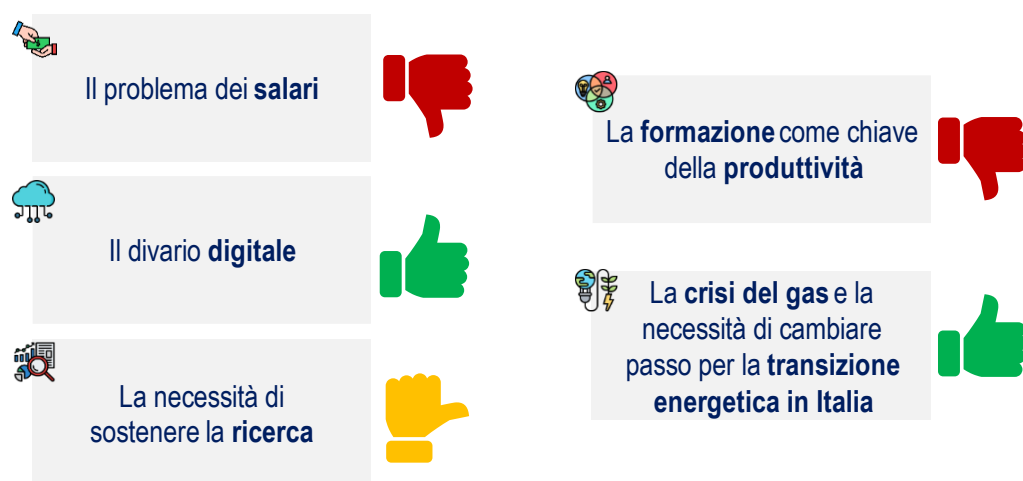 Il problema dei salari
Il divario digitale
La necessità di
sostenere la ricerca
La formazione come chiave
della produttività
La crisi del gas e la
necessità di cambiare
passo per la transizione
energetica in Italia